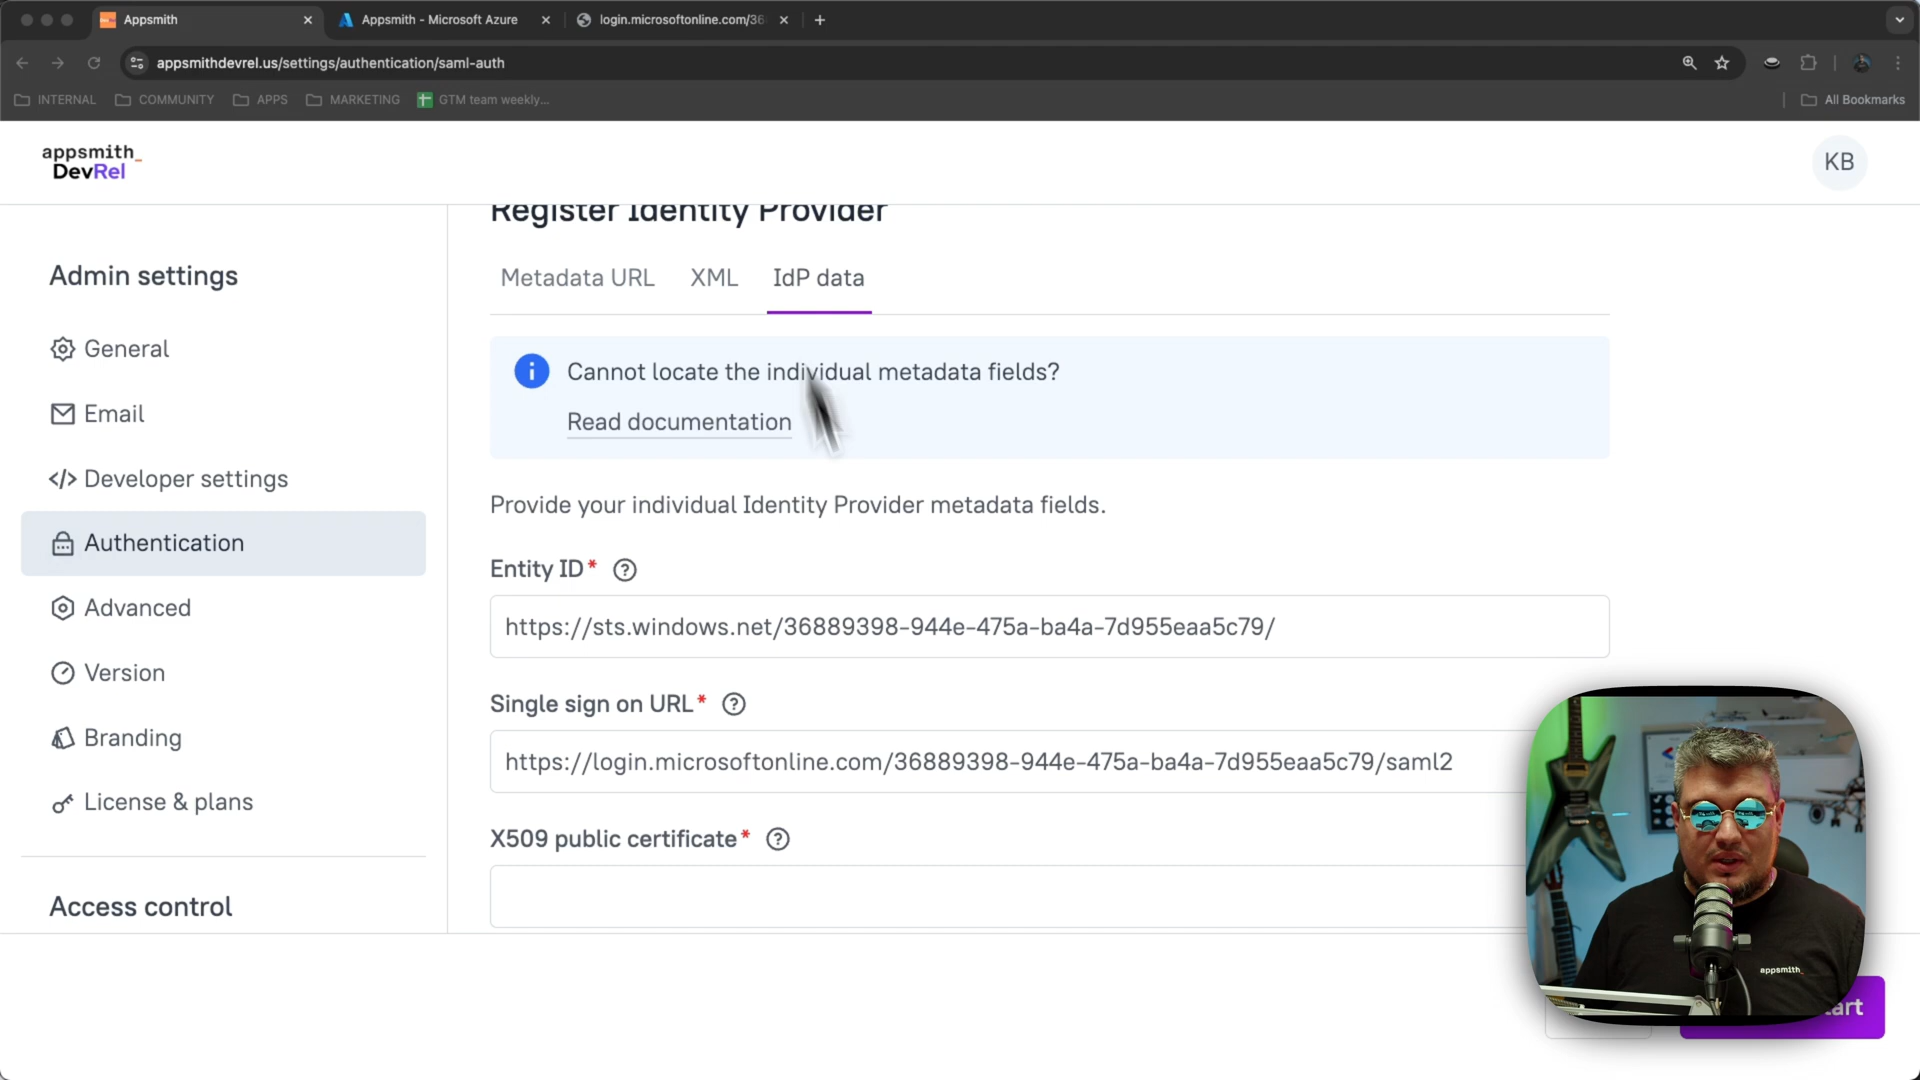 Appsmith
Appsmith - Microsoft Azure
login.microsoftonline.com/36
appsmithdevrel.us/settings/authentication/saml-auth
INTERNAL
COMMUNITY
APPS
MARKETING
GTM team weekly...
All Bookmarks
appsmith_
DevRel
KB
Register Identity Provider
Admin settings
Metadata URL
XML
IdP data
General
Cannot locate the individual metadata fields?
Email
Read documentation
Developer settings
Provide your individual Identity Provider metadata fields.
Authentication
Entity ID*
Advanced
https://sts.windows.net/36889398-944e-475a-ba4a-7d955eaa5c79/
Version
Single sign on URL*
Branding
https://login.microsoftonline.com/36889398-944e-475a-ba4a-7d955eaa5c79/saml2
License & plans
X509 public certificate*
Access control
appsmith_